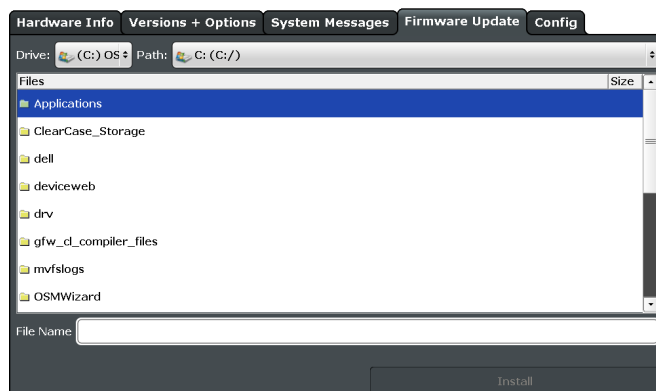 Hardware Info Versions + Options System Messages Firmware Update Config
Drive: (C:) OS Path: C: (C:/)
Files Size
Applications
ClearCase_Storage
dell
deviceweb
drv
gfw_cl_compiler_files
mvfslogs
OSMWizard
File Name
Install